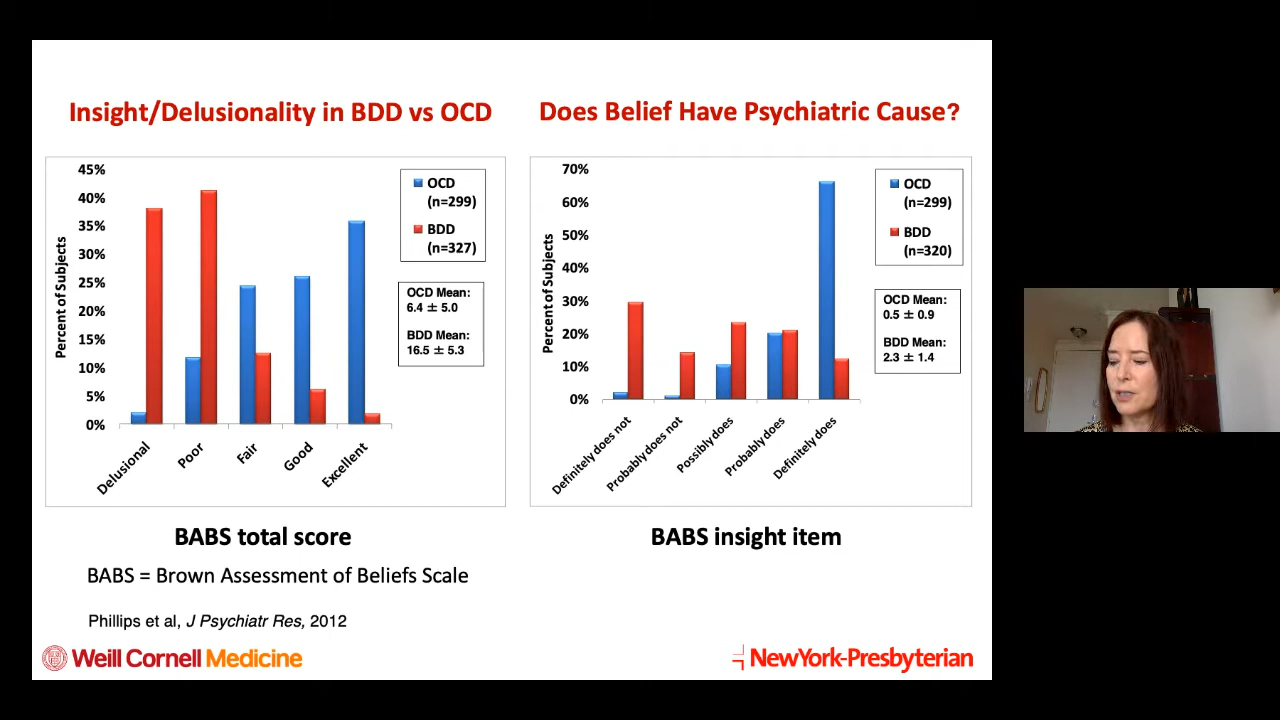 Insight/Delusionality in BDD vs OCD
45%
40%
35%
30%
25%
20%
15%
10%
5%
0%
Percent of Subjects
Delusional
Poor
Fair
Good
Excellent
OCD
(n=299)
BDD
(n=327)
OCD Mean:
6.4 ± 5.0
BDD Mean:
16.5 ± 5.3
BABS total score
BABS = Brown Assessment of Beliefs Scale
Phillips et al, J Psychiatr Res, 2012
Weill Cornell Medicine
Does Belief Have Psychiatric Cause?
70%
60%
50%
40%
30%
20%
10%
0%
Percent of Subjects
Definitely does not
Probably does not
Possibly does
Probably does
Definitely does
OCD
(n=299)
BDD
(n=320)
OCD Mean:
0.5 ± 0.9
BDD Mean:
2.3 ± 1.4
BABS insight item
NewYork-Presbyterian